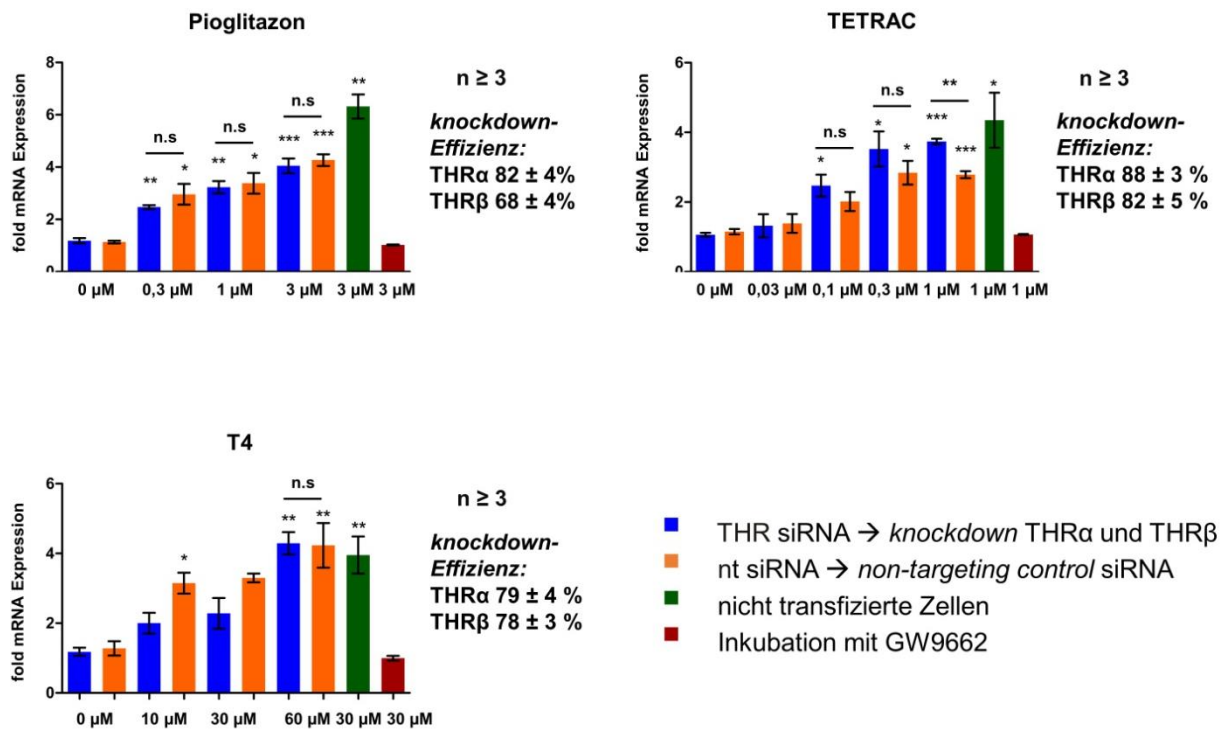 Pioglitazon
fold mRNA Expression
8
6
4
2
0
n.s
n.s
n.s
** * ** * *** *** **
0 µM 0,3 µM 1 µM 3 µM 3 µM 3 µM
n ≥ 3
knockdown-
Effizienz:
THRα 82 ± 4%
THRβ 68 ± 4%
TETRAC
fold mRNA Expression
6
4
2
0
n.s
n.s
**
* * * *** *** *
0 µM 0,03 µM 0,1 µM 0,3 µM 1 µM 1 µM 1 µM
n ≥ 3
knockdown-
Effizienz:
THRα 88 ± 3 %
THRβ 82 ± 5 %
T4
fold mRNA Expression
6
4
2
0
n.s
* ** ** **
0 µM 10 µM 30 µM 60 µM 30 µM 30 µM
n ≥ 3
knockdown-
Effizienz:
THRα 79 ± 4 %
THRβ 78 ± 3 %
THR siRNA → knockdown THRα und THRβ
nt siRNA → non-targeting control siRNA
nicht transfizierte Zellen
Inkubation mit GW9662